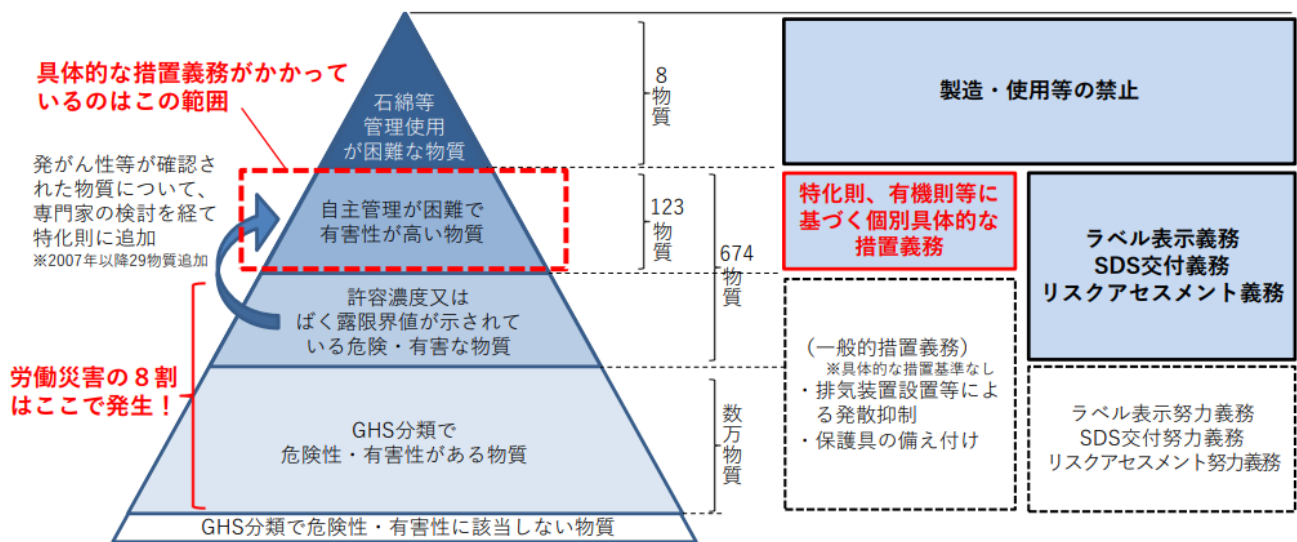 具体的な措置義務がかかって
いるのはこの範囲
発がん性等が確認され
た物質について、
専門家の検討を経て
特化則に追加
※2007年以降29物質追加
労働災害の８割
はここで発生！
石綿等
管理使用
が困難な物質
自主管理が困難で
有害性が高い物質
許容濃度又は
ばく露限界値が示されて
いる危険・有害な物質
GHS分類で
危険性・有害性がある物質
GHS分類で危険性・有害性に該当しない物質
8物質
123物質
674物質
数万物質
製造・使用等の禁止
特化則、有機則等に
基づく個別具体的な
措置義務
（一般的措置義務）
※具体的な措置基準なし
・排気装置設置等によ
る発散抑制
・保護具の備え付け
ラベル表示義務
SDS交付義務
リスクアセスメント義務
ラベル表示努力義務
SDS交付努力義務
リスクアセスメント努力義務